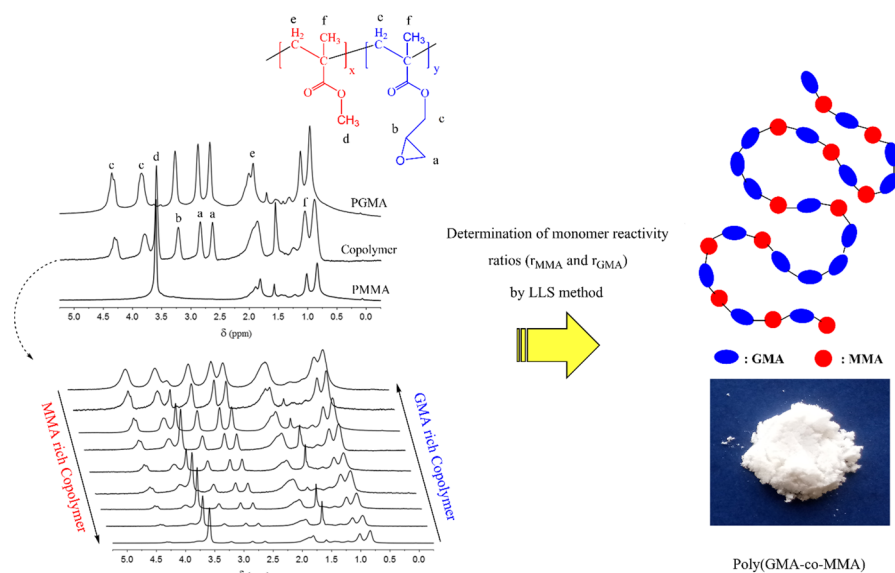 e f c f
H₂ CH₃ H₂ CH₃
C C C C
x y
O O O O
CH₃ c
d b
O
a
c c d e
PGMA
b a a f
Copolymer
PMMA
5.0 4.5 4.0 3.5 3.0 2.5 2.0 1.5 1.0 0.5 0.0
δ (ppm)
MMA rich Copolymer
GMA rich Copolymer
5.0 4.5 4.0 3.5 3.0 2.5 2.0 1.5 1.0 0.5 0.0
Determination of monomer reactivity
ratios (r_MMA and r_GMA)
by LLS method
: GMA : MMA
Poly(GMA-co-MMA)